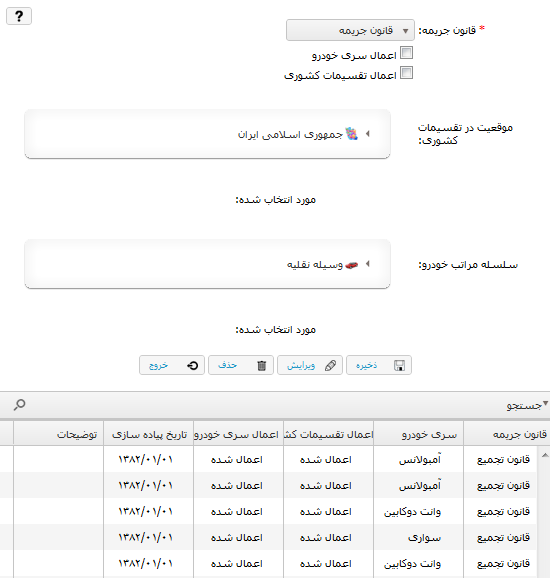 ?
* قانون جریمه: قانون جریمه
اعمال سری خودرو
اعمال تقسیمات کشوری
موقعیت در تقسیمات
کشوری:
جمهوری اسلامی ایران
مورد انتخاب شده:
سلسله مراتب خودرو: وسیله نقلیه
مورد انتخاب شده:
ذخیره ویرایش حذف خروج
جستجو
قانون جریمه سری خودرو اعمال تقسیمات کش اعمال سری خودرو تاریخ پیاده سازی توضیحات
قانون تجمیع آمبولانس اعمال شده اعمال شده ۱۳۸۲/۰۱/۰۱
قانون تجمیع آمبولانس اعمال شده اعمال شده ۱۳۸۲/۰۱/۰۱
قانون تجمیع وانت دوکابین اعمال شده اعمال شده ۱۳۸۲/۰۱/۰۱
قانون تجمیع سواری اعمال شده اعمال شده ۱۳۸۲/۰۱/۰۱
قانون تجمیع وانت دوکابین اعمال شده اعمال شده ۱۳۸۲/۰۱/۰۱